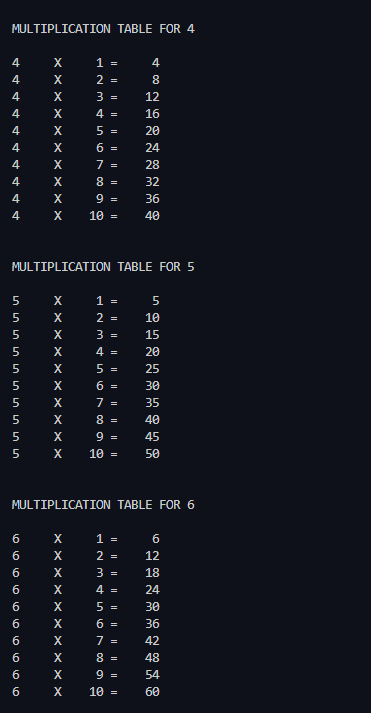 MULTIPLICATION TABLE FOR 4
4     X     1 =     4
4     X     2 =     8
4     X     3 =    12
4     X     4 =    16
4     X     5 =    20
4     X     6 =    24
4     X     7 =    28
4     X     8 =    32
4     X     9 =    36
4     X    10 =    40
MULTIPLICATION TABLE FOR 5
5     X     1 =     5
5     X     2 =    10
5     X     3 =    15
5     X     4 =    20
5     X     5 =    25
5     X     6 =    30
5     X     7 =    35
5     X     8 =    40
5     X     9 =    45
5     X    10 =    50
MULTIPLICATION TABLE FOR 6
6     X     1 =     6
6     X     2 =    12
6     X     3 =    18
6     X     4 =    24
6     X     5 =    30
6     X     6 =    36
6     X     7 =    42
6     X     8 =    48
6     X     9 =    54
6     X    10 =    60